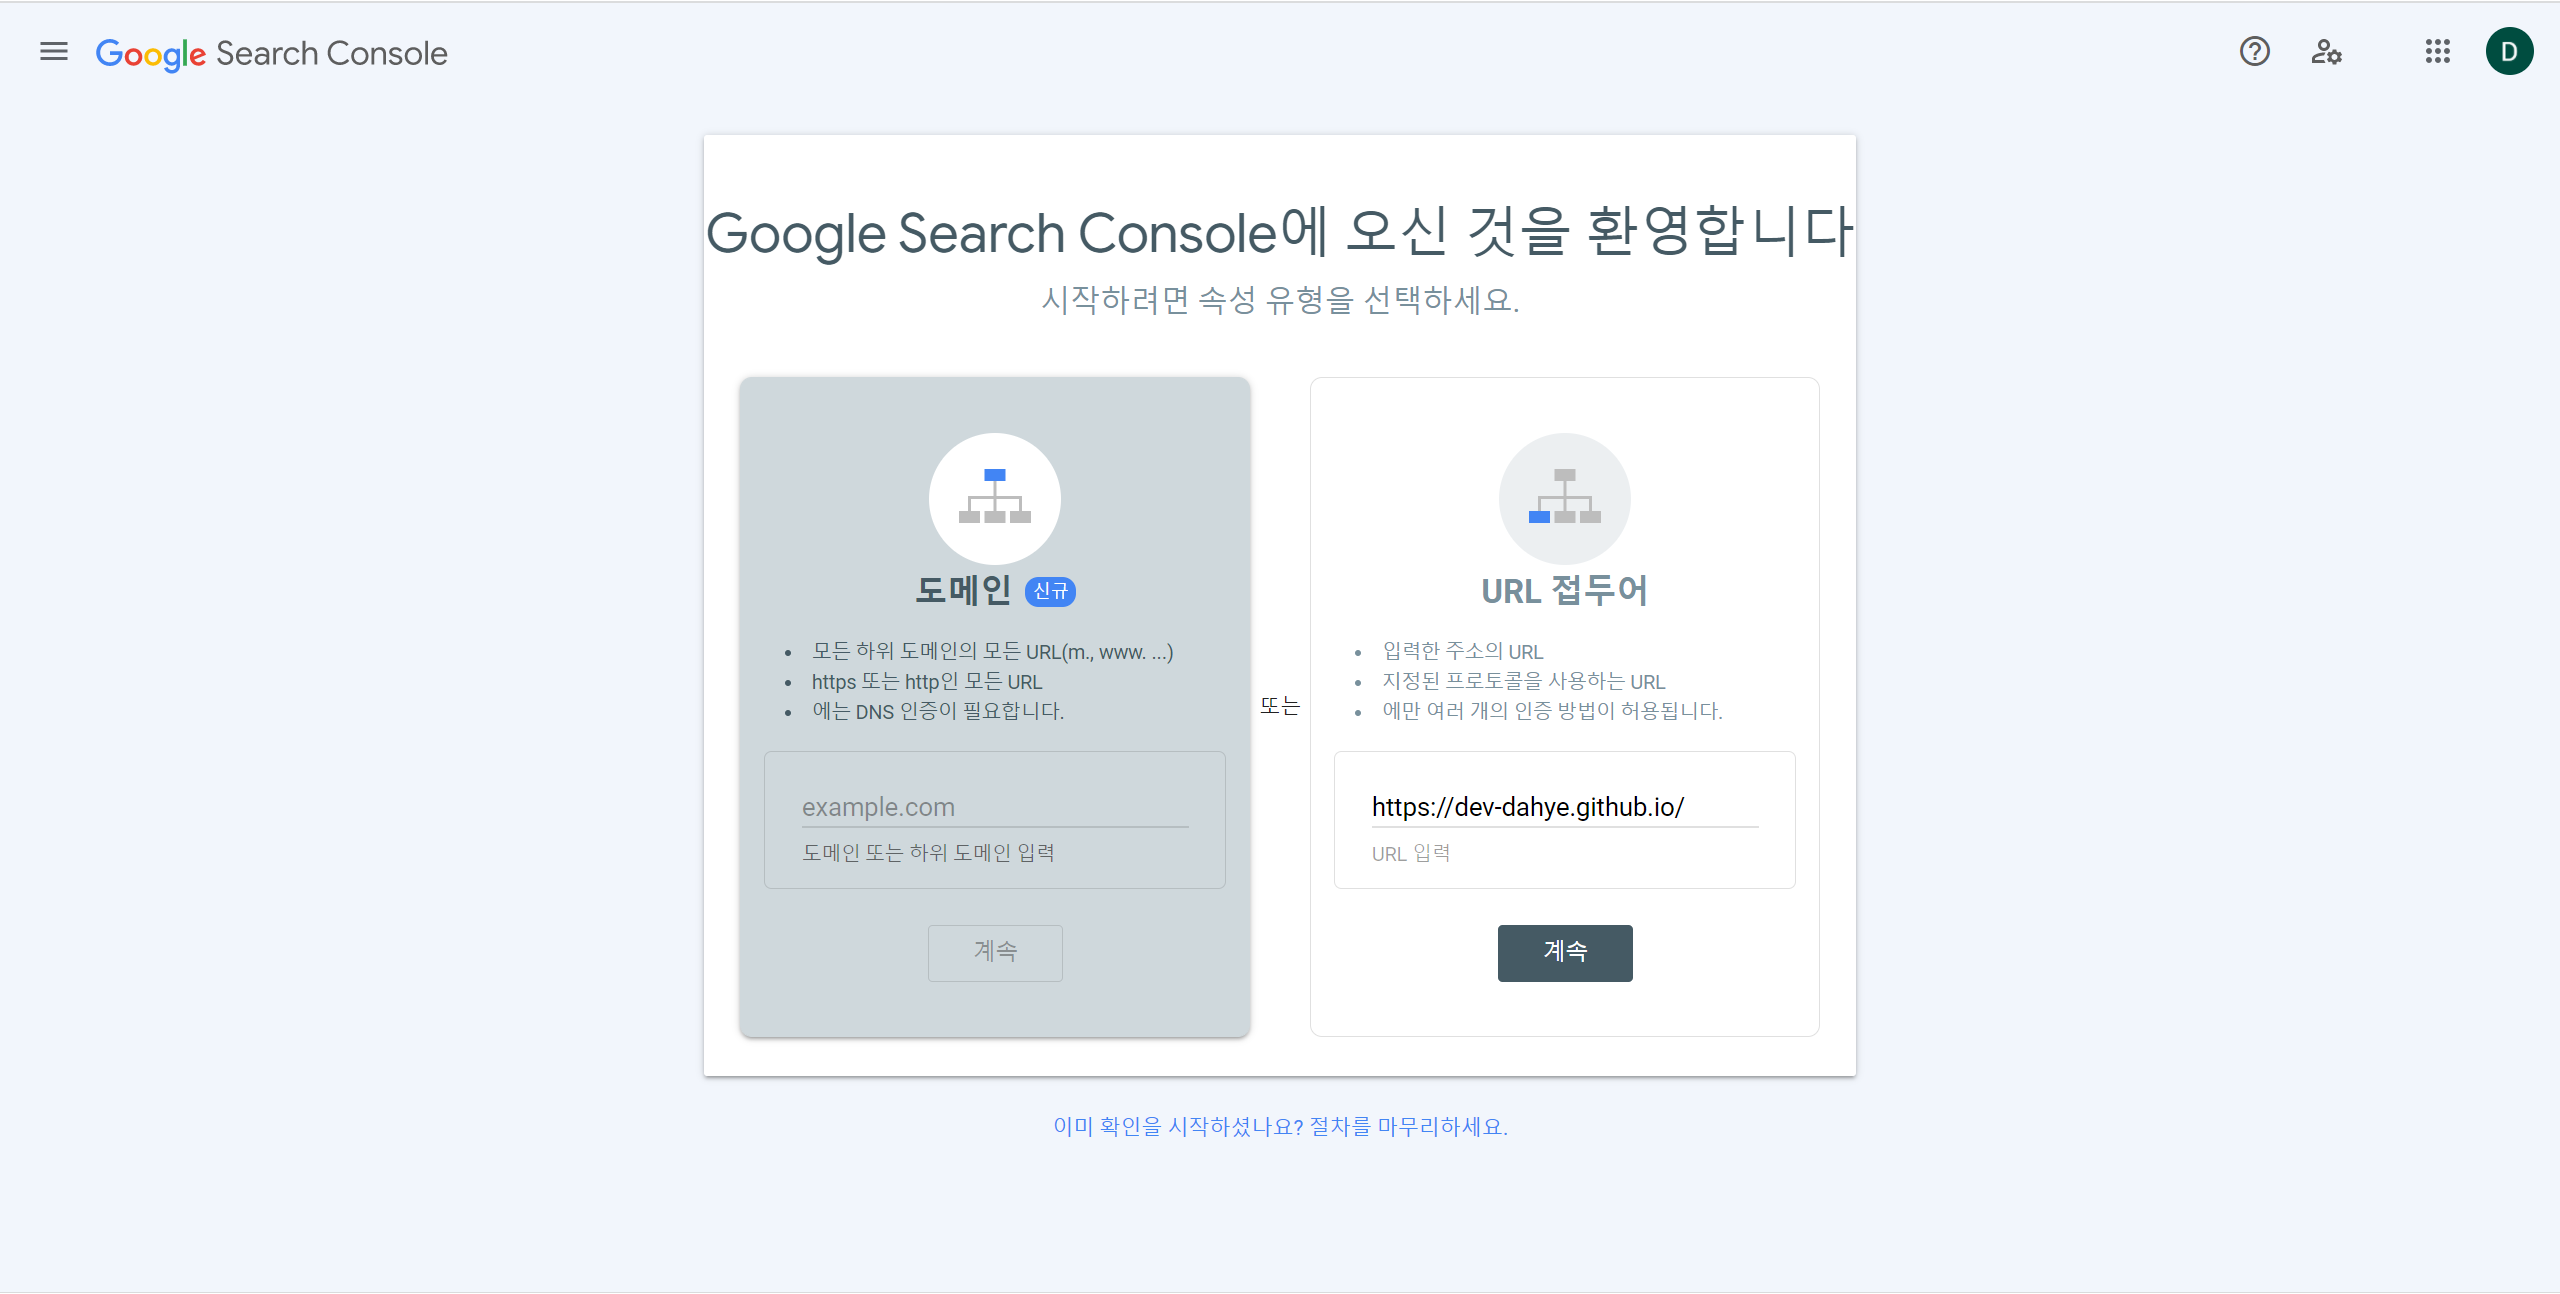 Google Search Console
D
Google Search Console에 오신 것을 환영합니다
시작하려면 속성 유형을 선택하세요.
도메인 신규
• 모든 하위 도메인의 모든 URL(m., www. ...)
• https 또는 http인 모든 URL
• 에는 DNS 인증이 필요합니다.
example.com
도메인 또는 하위 도메인 입력
계속
또는
URL 접두어
• 입력한 주소의 URL
• 지정된 프로토콜을 사용하는 URL
• 에만 여러 개의 인증 방법이 허용됩니다.
https://dev-dahye.github.io/
URL 입력
계속
이미 확인을 시작하셨나요? 절차를 마무리하세요.